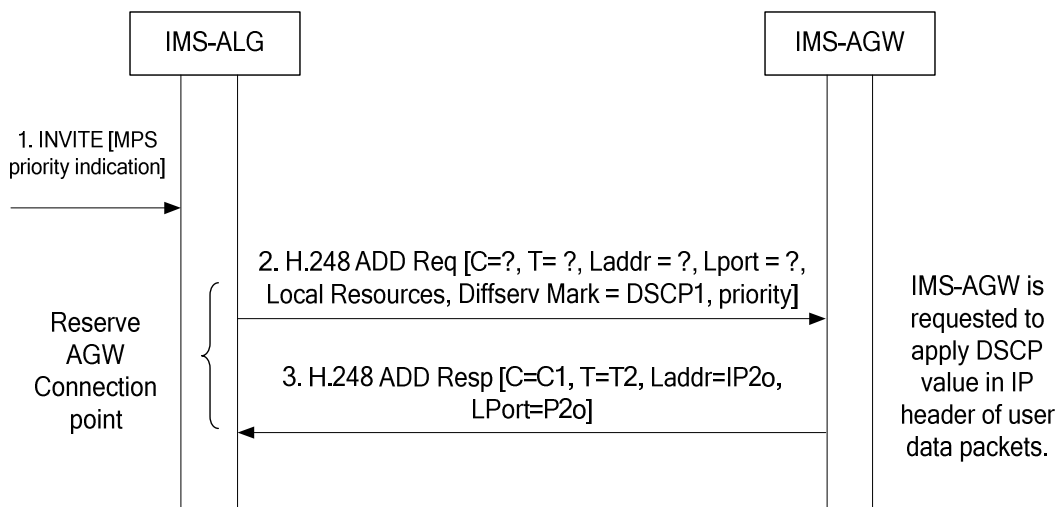 IMS-ALG
IMS-AGW
1. INVITE [MPS
priority indication]
2. H.248 ADD Req [C=?, T= ?, Laddr = ?, Lport = ?,
Local Resources, Diffserv Mark = DSCP1, priority]
Reserve
AGW
Connection
point
3. H.248 ADD Resp [C=C1, T=T2, Laddr=IP2o,
LPort=P2o]
IMS-AGW is
requested to
apply DSCP
value in IP
header of user
data packets.